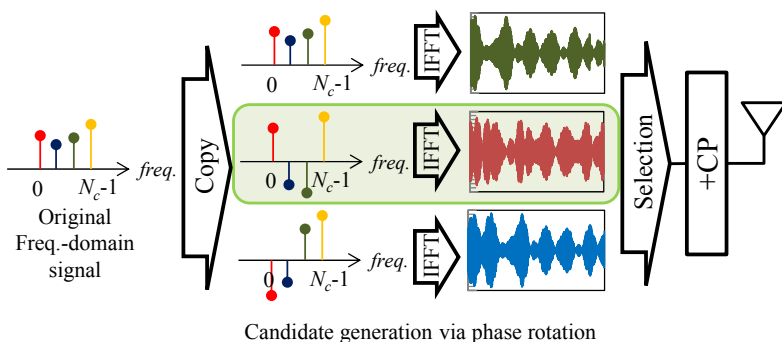 0
N_c-1
freq.
Original
Freq.-domain
signal
Copy
0
N_c-1
freq.
IFFT
0
N_c-1
freq.
IFFT
0
N_c-1
freq.
IFFT
Selection
+CP
Candidate generation via phase rotation